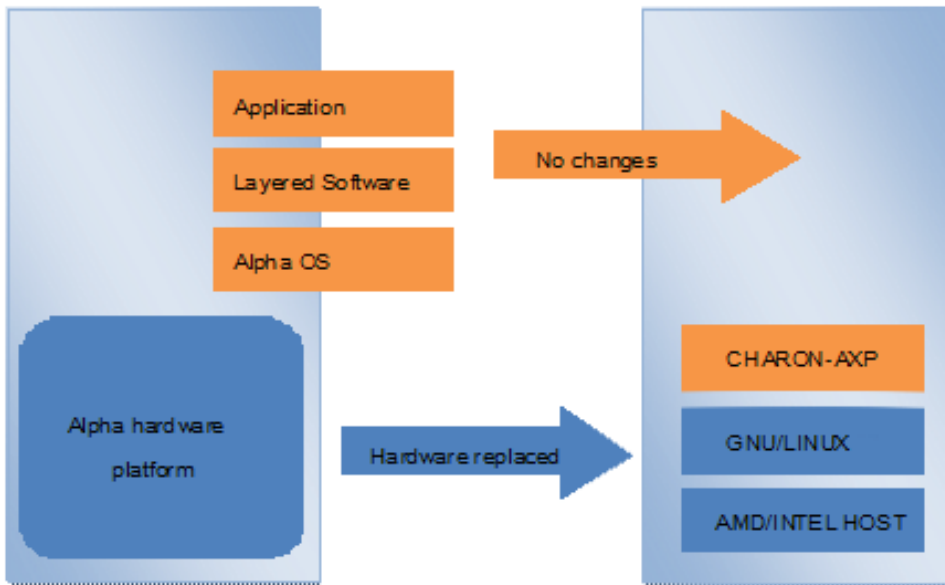 Application
Layered Software
Alpha OS
No changes
Alpha hardware
platform
Hardware replaced
CHARON-AXP
GNU/LINUX
AMD/INTEL HOST